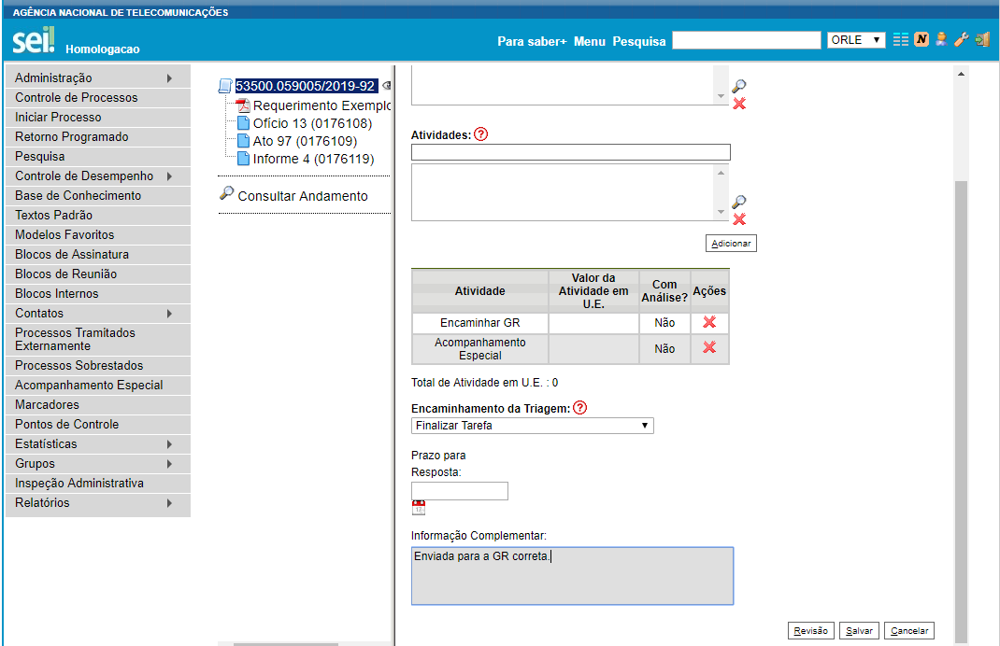 AGÊNCIA NACIONAL DE TELECOMUNICAÇÕES
sei!
Homologacao
Para saber+ Menu Pesquisa
ORLE
N
Administração
Controle de Processos
Iniciar Processo
Retorno Programado
Pesquisa
Controle de Desempenho
Base de Conhecimento
Textos Padrão
Modelos Favoritos
Blocos de Assinatura
Blocos de Reunião
Blocos Internos
Contatos
Processos Tramitados
Externamente
Processos Sobrestados
Acompanhamento Especial
Marcadores
Pontos de Controle
Estatísticas
Grupos
Inspeção Administrativa
Relatórios
53500.059005/2019-92
Requerimento Exemplo
Ofício 13 (0176108)
Ato 97 (0176109)
Informe 4 (0176119)
Consultar Andamento
Atividades: ?
Adicionar
Atividade
Valor da
Atividade em
U.E.
Com
Análise?
Ações
Encaminhar GR
Não
Acompanhamento
Especial
Não
Total de Atividade em U.E. : 0
Encaminhamento da Triagem: ?
Finalizar Tarefa
Prazo para
Resposta:
Informação Complementar:
Enviada para a GR correta.
Revisão Salvar Cancelar